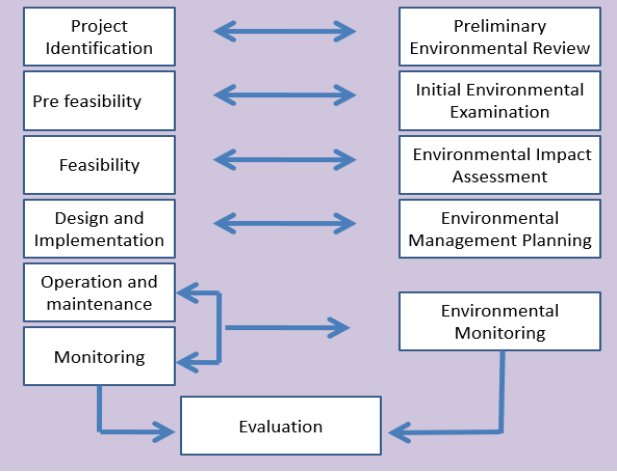 Project
Identification
Preliminary
Environmental Review
Pre feasibility
Initial Environmental
Examination
Feasibility
Environmental Impact
Assessment
Design and
Implementation
Environmental
Management Planning
Operation and
maintenance
Environmental
Monitoring
Monitoring
Evaluation